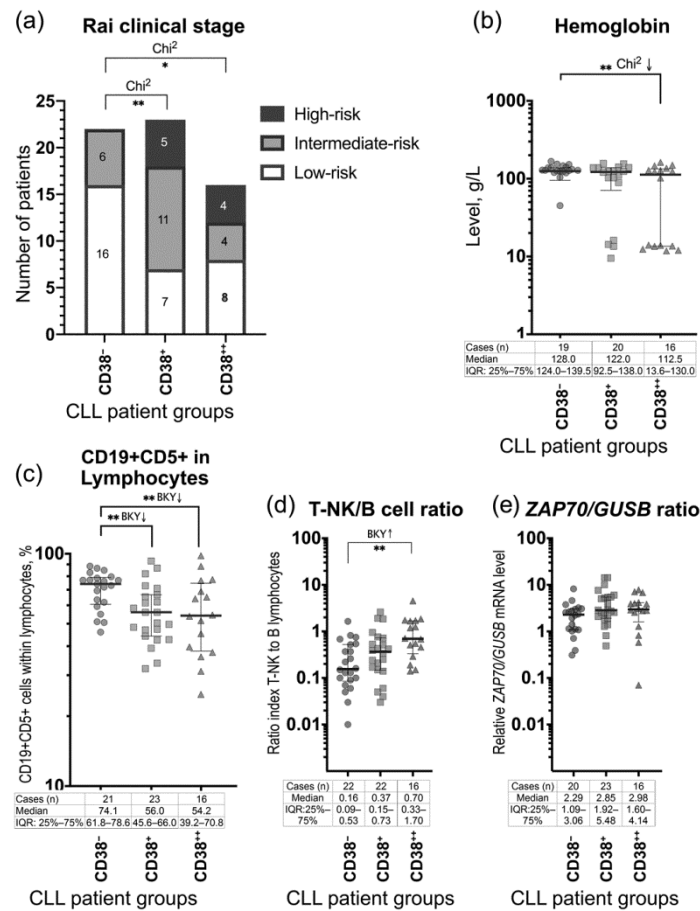 (a) Rai clinical stage
Chi2
*
Chi2
**
High-risk
Intermediate-risk
Low-risk
Number of patients
25
20
15
10
5
0
6
16
5
11
7
4
4
8
CD38- CD38+ CD38++
CLL patient groups
(b) Hemoglobin
** Chi2 ↓
Level, g/L
1000
100
10
1
Cases (n) 19 20 16
Median 128.0 122.0 112.5
IQR: 25%–75% 124.0–139.5 92.5–138.0 13.6–130.0
CD38- CD38+ CD38++
CLL patient groups
(c) CD19+CD5+ in
Lymphocytes
** BKY↓
** BKY↓
CD19+CD5+ cells within lymphocytes, %
100
10
Cases (n) 21 23 16
Median 74.1 56.0 54.2
IQR: 25%–75% 61.8–78.6 45.6–66.0 39.2–70.8
CD38- CD38+ CD38++
CLL patient groups
(d) T-NK/B cell ratio
BKY↑
**
Ratio index T-NK to B lymphocytes
100
10
1
0.1
0.01
Cases (n) 22 22 16
Median 0.16 0.37 0.70
IQR:25%– 0.09– 0.15– 0.33–
75% 0.53 0.73 1.70
CD38- CD38+ CD38++
CLL patient groups
(e) ZAP70/GUSB ratio
Relative ZAP70/GUSB mRNA level
100
10
1
0.1
0.01
Cases (n) 20 23 16
Median 2.29 2.85 2.98
IQR:25%– 1.09– 1.92– 1.60–
75% 3.06 5.48 4.14
CD38- CD38+ CD38++
CLL patient groups